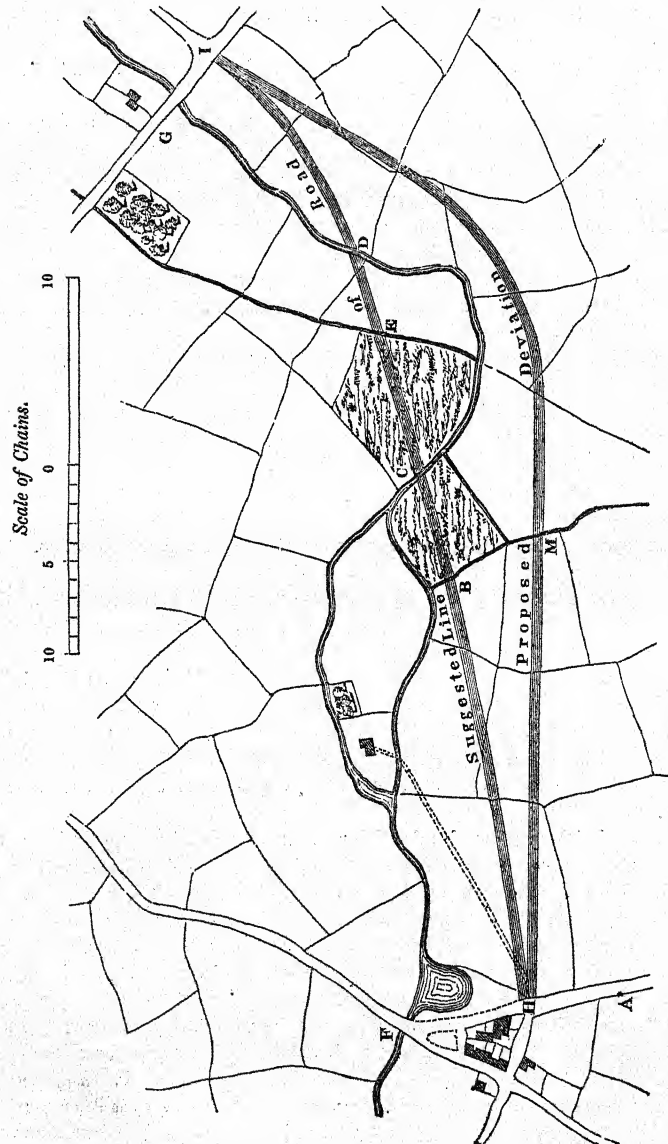 Scale of Chains.
10 5 0 10
Suggested Line of Road
Proposed Deviation
I
G
D
E
C
B
M
F
H
A